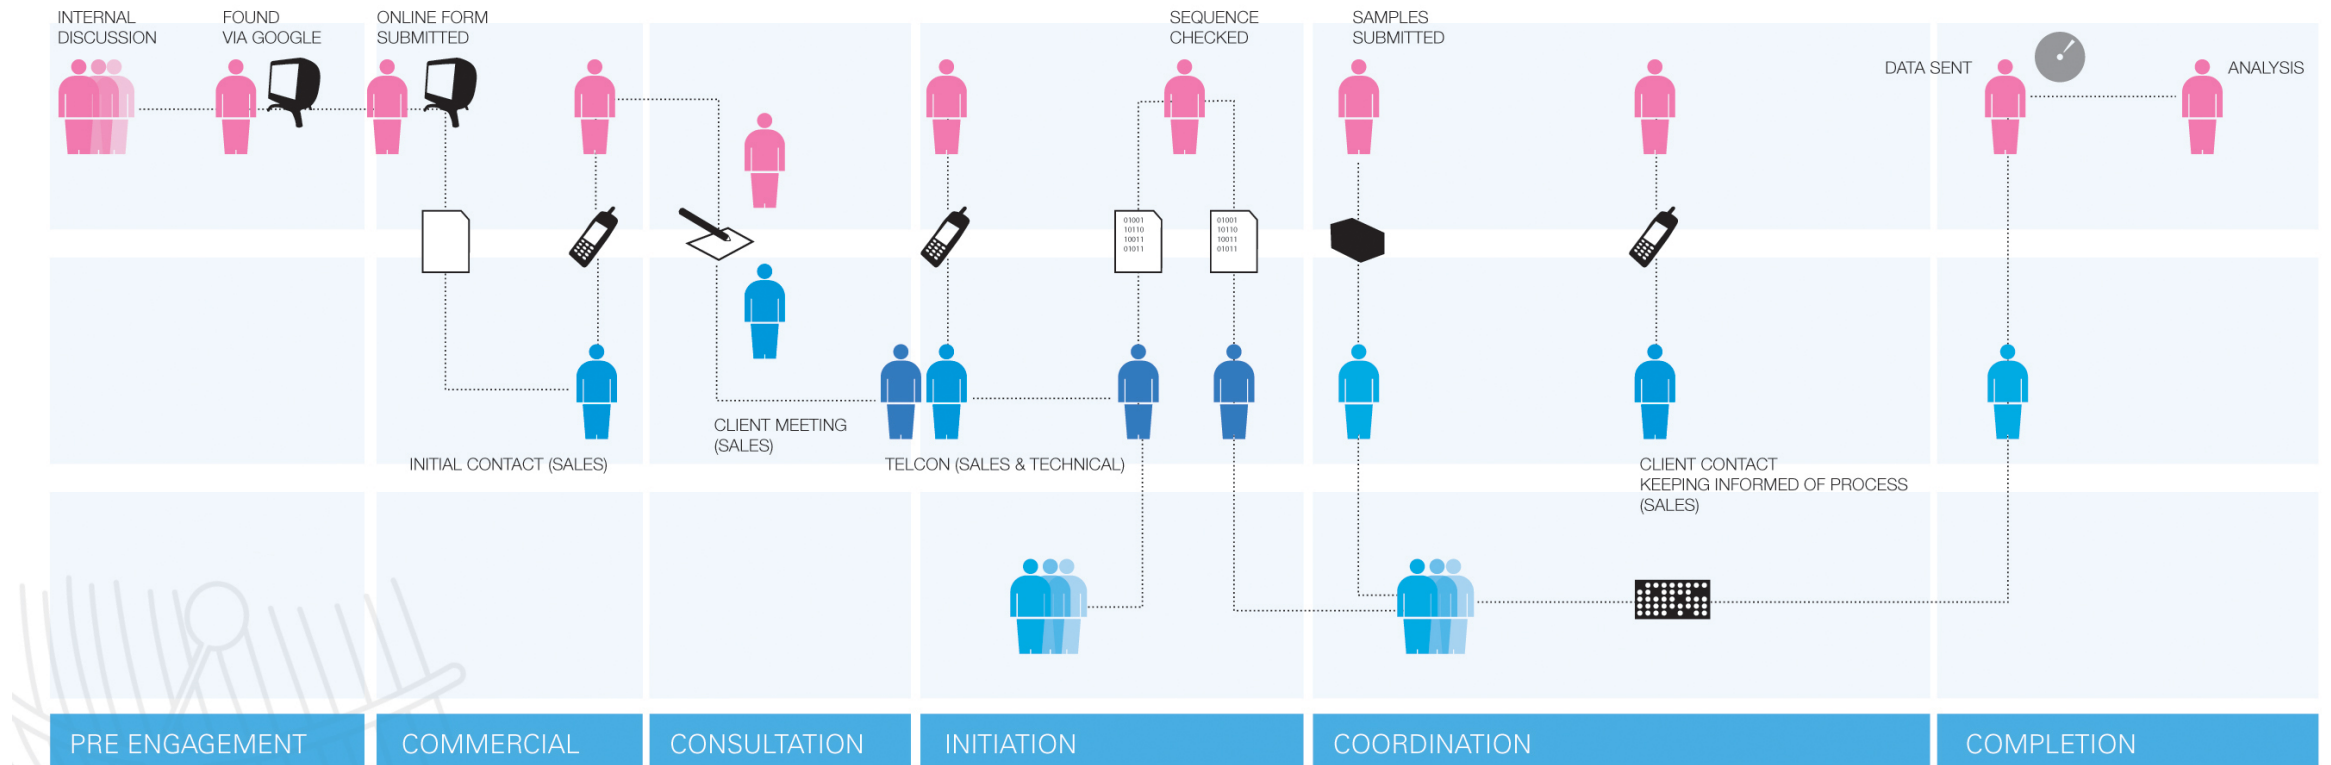 INTERNAL
DISCUSSION
FOUND
VIA GOOGLE
ONLINE FORM
SUBMITTED
SEQUENCE
CHECKED
SAMPLES
SUBMITTED
DATA SENT
ANALYSIS
01001
10110
10011
01011
01001
10110
10011
01011
CLIENT MEETING
(SALES)
INITIAL CONTACT (SALES)
TELCON (SALES & TECHNICAL)
CLIENT CONTACT
KEEPING INFORMED OF PROCESS
(SALES)
PRE ENGAGEMENT
COMMERCIAL
CONSULTATION
INITIATION
COORDINATION
COMPLETION